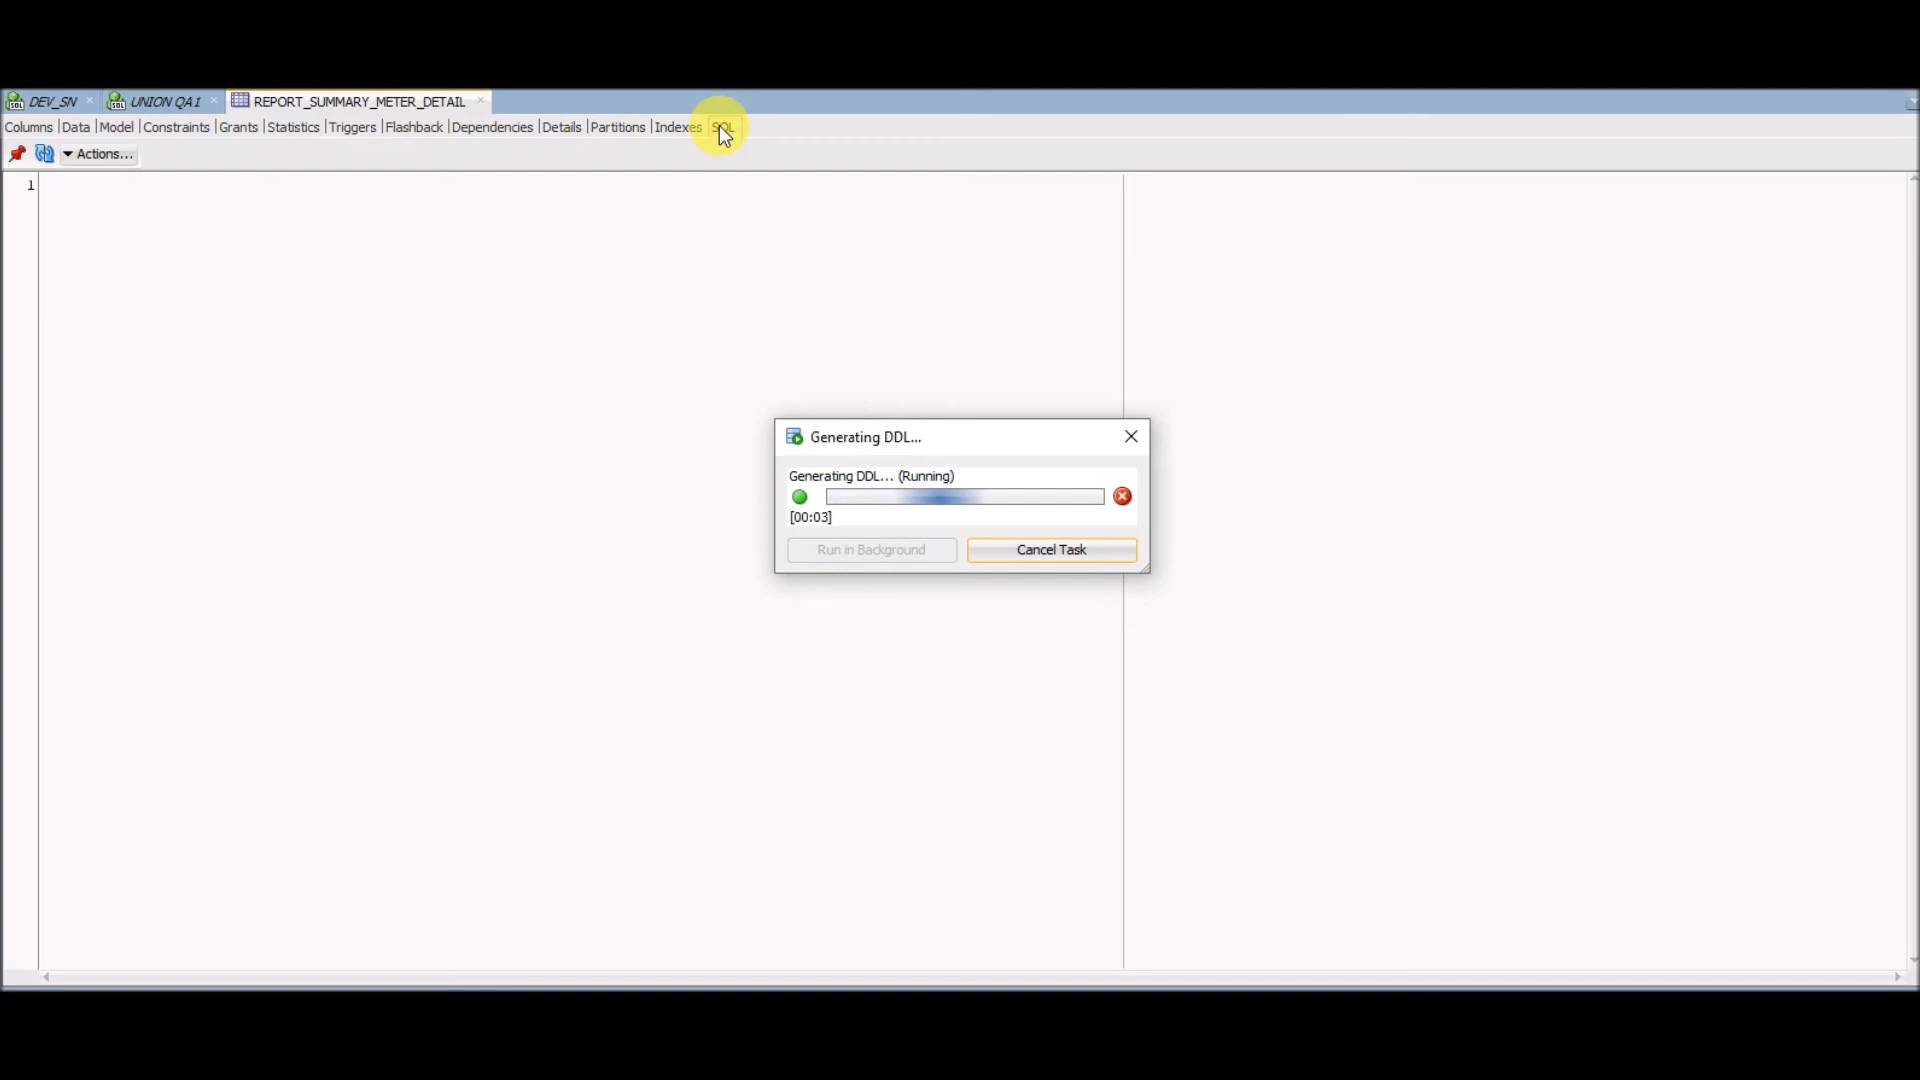 DEV_SN UNION QA1 REPORT_SUMMARY_METER_DETAIL
Columns Data Model Constraints Grants Statistics Triggers Flashback Dependencies Details Partitions Indexes SQL
Actions...
1
Generating DDL...
Generating DDL... (Running)
[00:03]
Run in Background Cancel Task